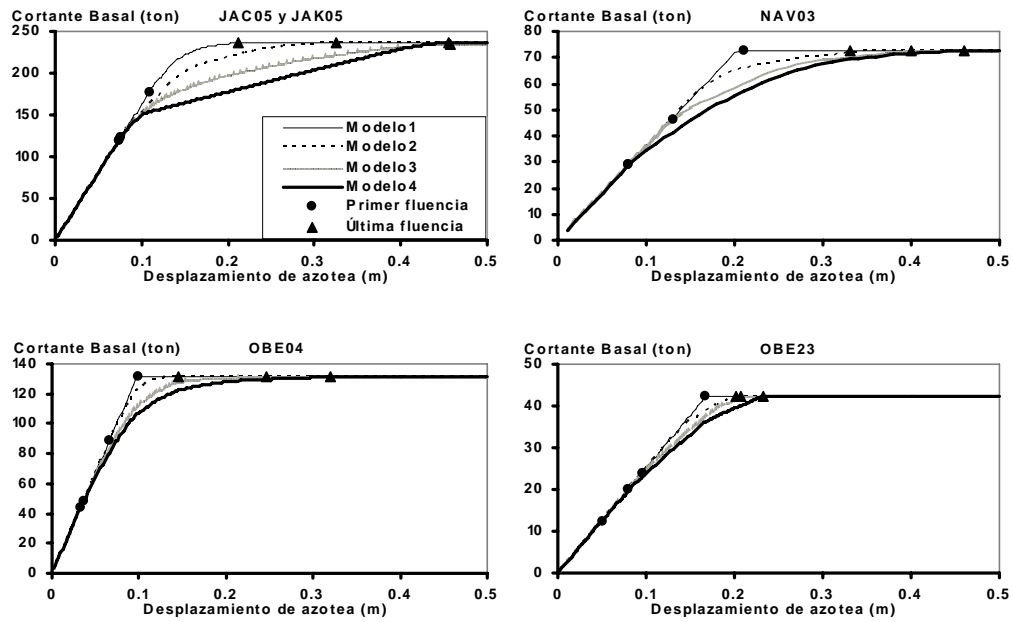 Cortante Basal (ton) JAC05 y JAK05
250
200
150
100
50
0
0 0.1 0.2 0.3 0.4 0.5
Desplazamiento de azotea (m)
Modelo1
Modelo2
Modelo3
Modelo4
Primer fluencia
Última fluencia
Cortante Basal (ton) NAV03
80
70
60
50
40
30
20
10
0
0 0.1 0.2 0.3 0.4 0.5
Desplazamiento de azotea (m)
Cortante Basal (ton) OBE04
140
120
100
80
60
40
20
0
0 0.1 0.2 0.3 0.4 0.5
Desplazamiento de azotea (m)
Cortante Basal (ton) OBE23
50
40
30
20
10
0
0 0.1 0.2 0.3 0.4 0.5
Desplazamiento de azotea (m)